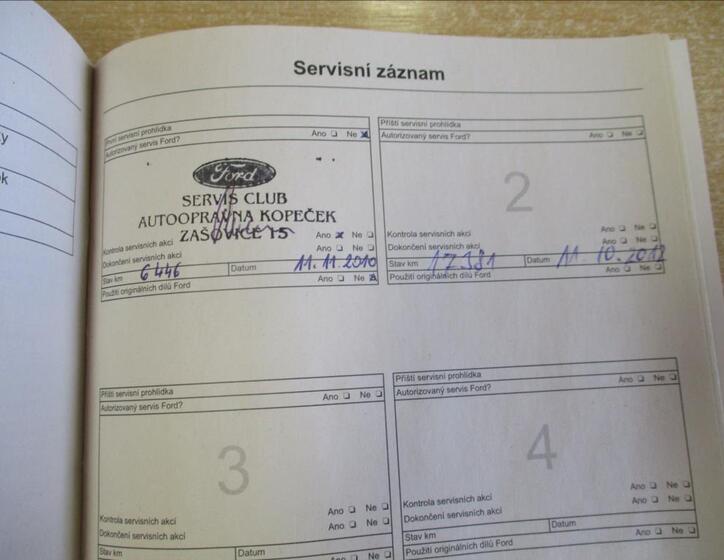 y
k
Servisní záznam
První servisní prohlídka
Autorizovaný servis Ford? Ano Ne
Ford
SERVIS CLUB
AUTOOPRAVNA KOPEČEK
ZAŠOVICE 15
Kontrola servisních akcí Ano Ne
Dokončení servisních akcí Ano Ne
Stav km 6446 Datum 11.11.2010
Použití originálních dílů Ford Ano Ne
Příští servisní prohlídka
Autorizovaný servis Ford? Ano Ne
2
Kontrola servisních akcí Ano Ne
Dokončení servisních akcí Ano Ne
Stav km 12381 Datum 11.10.2012
Použití originálních dílů Ford Ano Ne
Příští servisní prohlídka
Autorizovaný servis Ford? Ano Ne
3
Kontrola servisních akcí Ano Ne
Dokončení servisních akcí Ano Ne
Stav km Datum
Ano Ne
Příští servisní prohlídka
Autorizovaný servis Ford? Ano Ne
4
Kontrola servisních akcí Ano Ne
Dokončení servisních akcí Ano Ne
Stav km Datum
Použití originálních dílů Ford Ano Ne